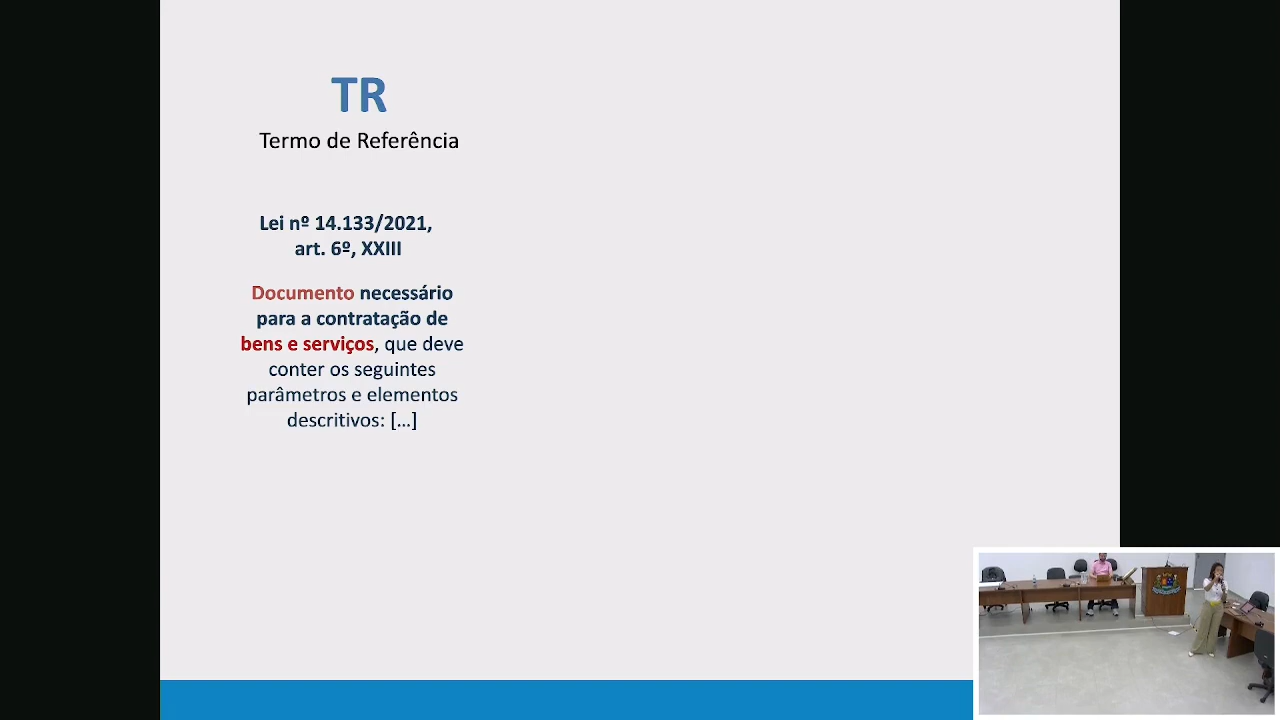 TR
Termo de Referência
Lei nº 14.133/2021,
art. 6º, XXIII
Documento necessário
para a contratação de
bens e serviços, que deve
conter os seguintes
parâmetros e elementos
descritivos: [...]